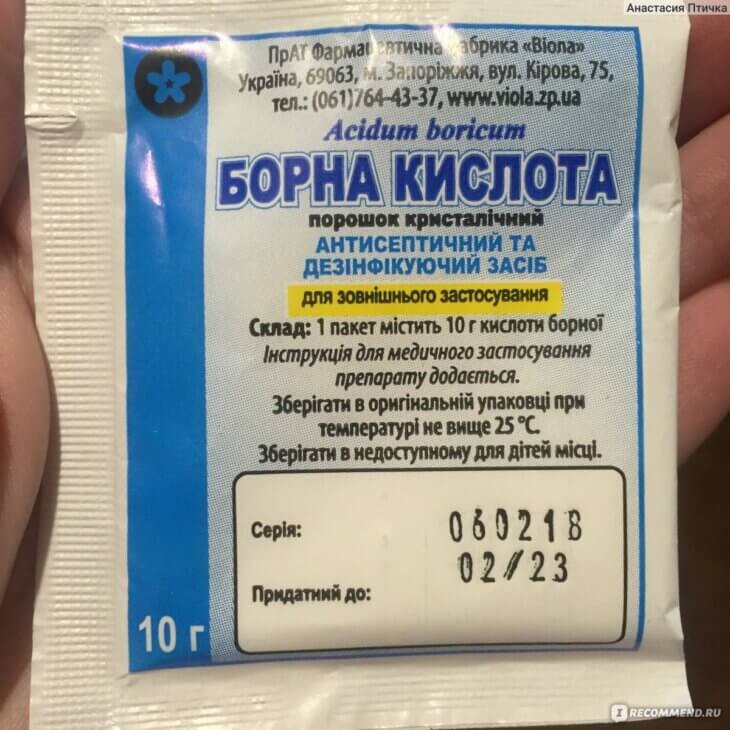 Анастасия Птичка
ПрАТ Фармацевтична фабрика «Віола»
Україна, 69063, м. Запоріжжя, вул. Кірова, 75,
тел.: (061)764-43-37, www.viola.zp.ua
Acidum boricum
БОРНА КИСЛОТА
порошок кристалічний
АНТИСЕПТИЧНИЙ ТА
ДЕЗІНФІКУЮЧИЙ ЗАСІБ
для зовнішнього застосування
Склад: 1 пакет містить 10 г кислоти борної
Інструкція для медичного застосування
препарату додається.
Зберігати в оригінальній упаковці при
температурі не вище 25 °С.
Зберігати в недоступному для дітей місці.
Серія: 060218
02//23
Придатний до:
10 г
I RECOMMEND.RU